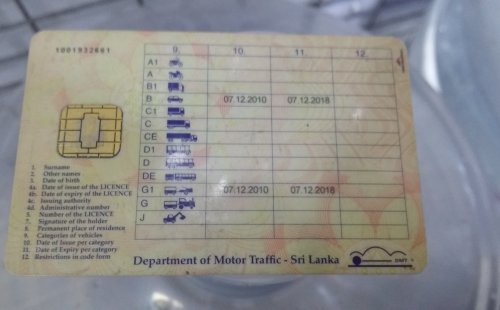 1001932661
9. 10. 11. 12.
A1
A
B1
B 07.12.2010 07.12.2018
C1
C
CE
D1
D
DE
G1 07.12.2010 07.12.2018
G
J
1. Surname
2. Other names
3. Date of birth
4a. Date of issue of the LICENCE
4b. Date of expiry of the LICENCE
4c. Issuing authority
4d. Administrative number
5. Number of the LICENCE
7. Signature of the holder
8. Permanent place of residence
9. Categories of vehicles
10. Date of Issue per category
11. Date of Expiry per category
12. Restrictions in code form
Department of Motor Traffic - Sri Lanka
DMT